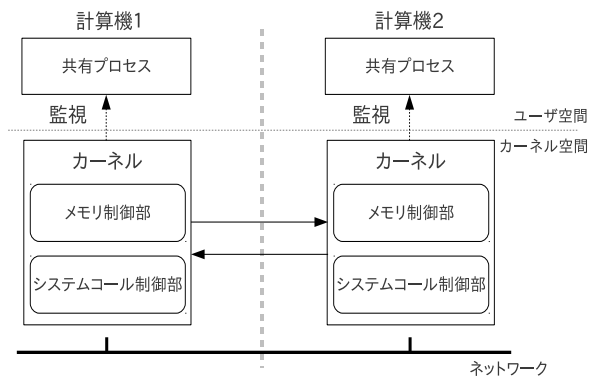 計算機1
計算機2
共有プロセス
共有プロセス
監視
監視
ユーザ空間
カーネル空間
カーネル
カーネル
メモリ制御部
メモリ制御部
システムコール制御部
システムコール制御部
ネットワーク